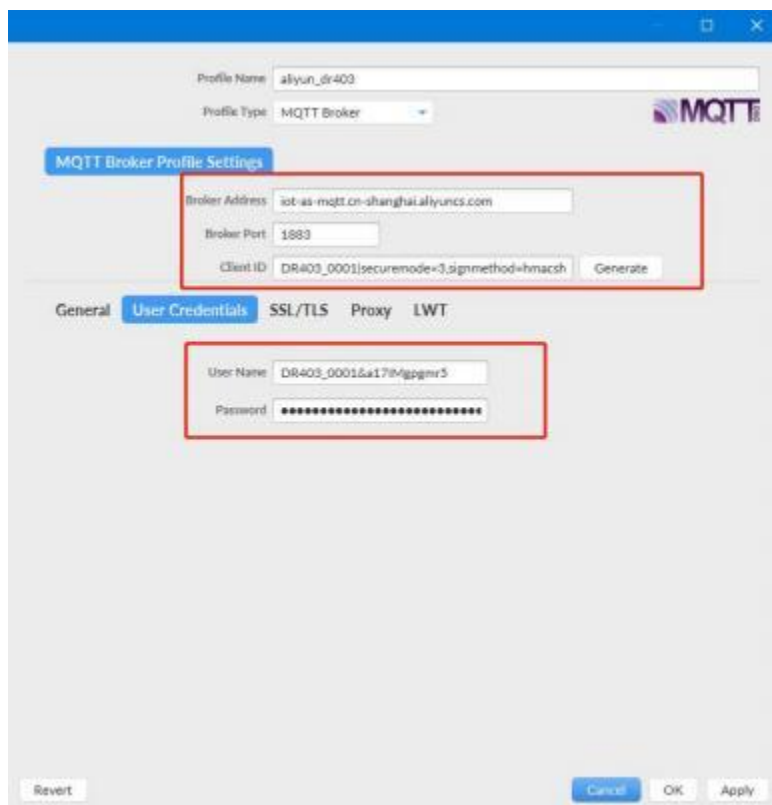 Profile Name aliyun_dr403
Profile Type MQTT Broker
MQTT
MQTT Broker Profile Settings
Broker Address iot-as-mqtt.cn-shanghai.aliyuncs.com
Broker Port 1883
Client ID DR403_0001|securemode=3,signmethod=hmacsh Generate
General User Credentials SSL/TLS Proxy LWT
User Name
Password ••••••••••••••••••••••••••
Revert Cancel OK Apply